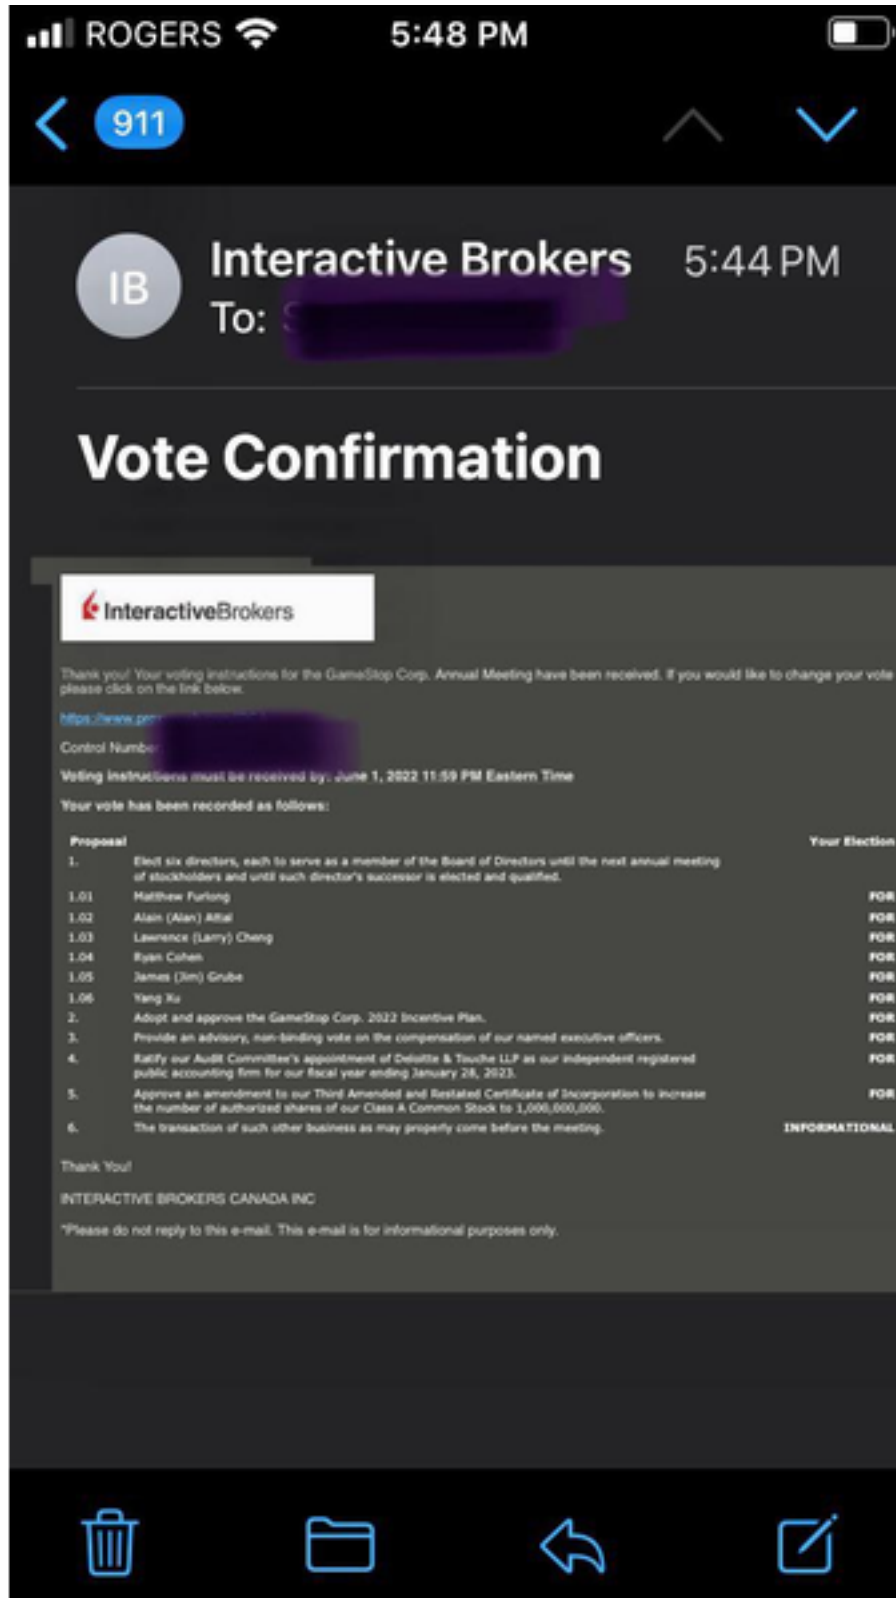 ROGERS 5:48 PM
911
IB
Interactive Brokers 5:44 PM
To:
Vote Confirmation
InteractiveBrokers
Thank you! Your voting instructions for the GameStop Corp. Annual Meeting have been received. If you would like to change your vote
please click on the link below.
https://www.pro
Control Numbe
Voting instructions must be received by: June 1, 2022 11:59 PM Eastern Time
Your vote has been recorded as follows:
Proposal Your Election
1. Elect six directors, each to serve as a member of the Board of Directors until the next annual meeting
of stockholders and until such director's successor is elected and qualified.
1.01 Matthew Furlong FOR
1.02 Alain (Alan) Attal FOR
1.03 Lawrence (Larry) Cheng FOR
1.04 Ryan Cohen FOR
1.05 James (Jim) Grube FOR
1.06 Yang Xu FOR
2. Adopt and approve the GameStop Corp. 2022 Incentive Plan. FOR
3. Provide an advisory, non-binding vote on the compensation of our named executive officers. FOR
4. Ratify our Audit Committee's appointment of Deloitte & Touche LLP as our independent registered FOR
public accounting firm for our fiscal year ending January 28, 2023.
5. Approve an amendment to our Third Amended and Restated Certificate of Incorporation to increase FOR
the number of authorized shares of our Class A Common Stock to 1,000,000,000.
6. The transaction of such other business as may properly come before the meeting. INFORMATIONAL
Thank You!
INTERACTIVE BROKERS CANADA INC
*Please do not reply to this e-mail. This e-mail is for informational purposes only.